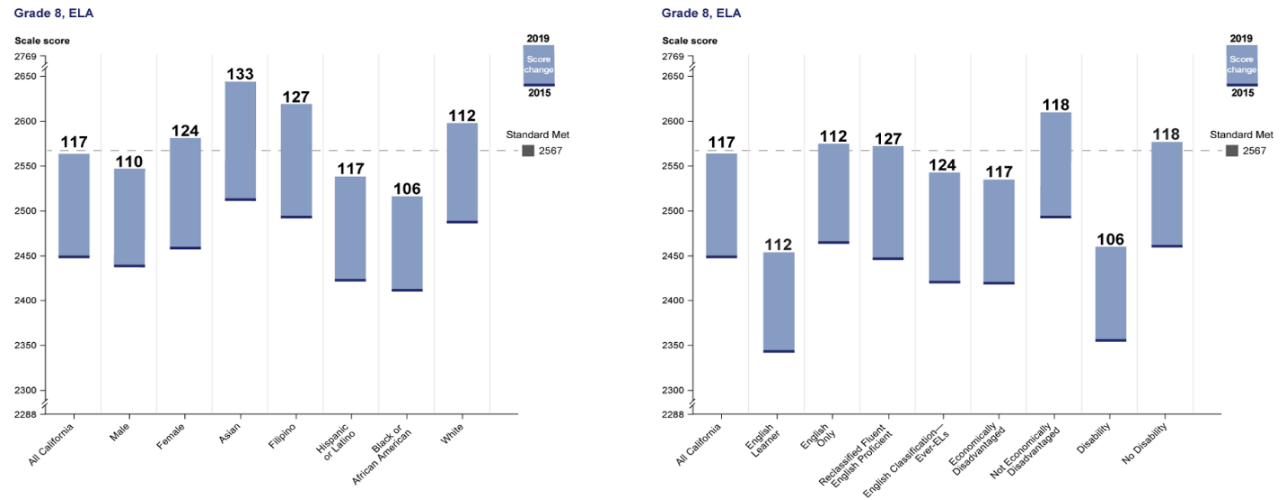 Grade 8, ELA
Scale score
2769
2650
2600
2550
2500
2450
2400
2350
2300
2288
117
110
124
133
127
117
106
112
2019
Score
change
2015
Standard Met
2567
All California
Male
Female
Asian
Filipino
Hispanic
or Latino
Black or
African American
White
Grade 8, ELA
Scale score
2769
2650
2600
2550
2500
2450
2400
2350
2300
2288
117
112
112
127
124
117
118
106
118
2019
Score
change
2015
Standard Met
2567
All California
English
Learner
English
Only
Reclassified Fluent
English Proficient
English Classification—
Ever-ELs
Economically
Disadvantaged
Not Economically
Disadvantaged
Disability
No Disability